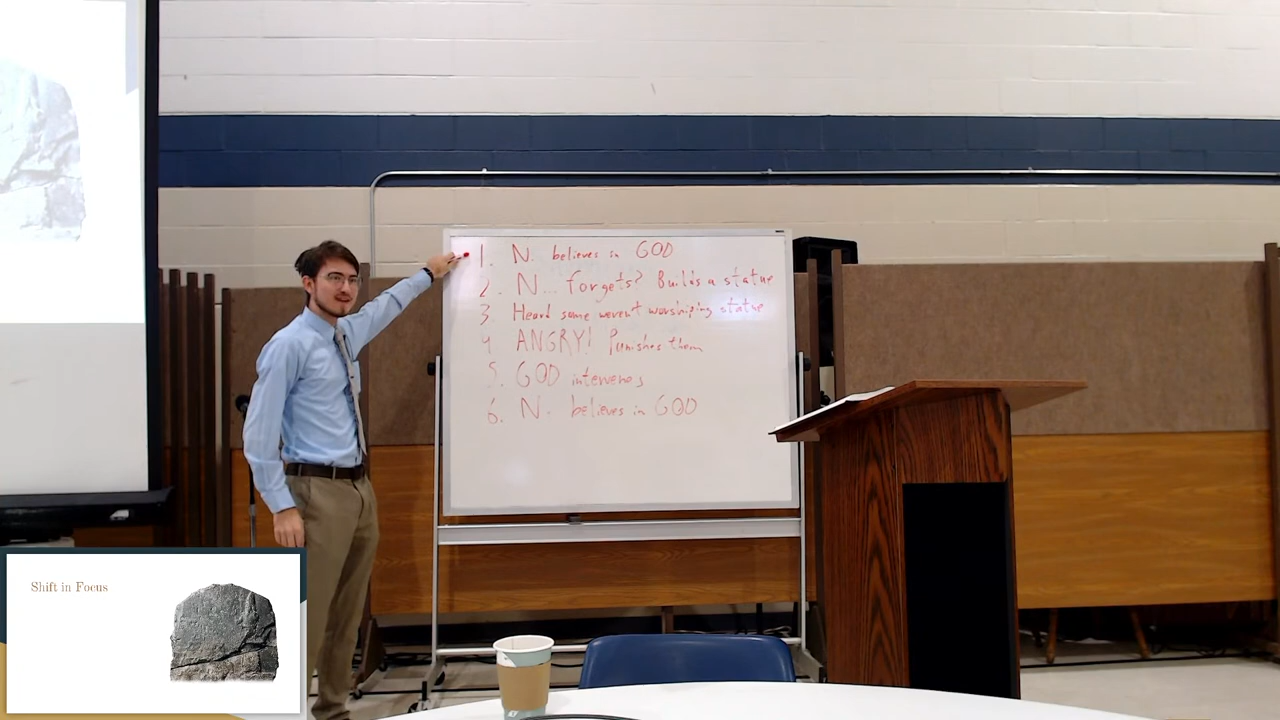 1. N. believes in GOD
2. N... forgets? Builds a statue
3. Heard some weren't worshiping statue
4 ANGRY! Punishes them
5. GOD intervenes
6. N. believes in GOD
Shift in Focus